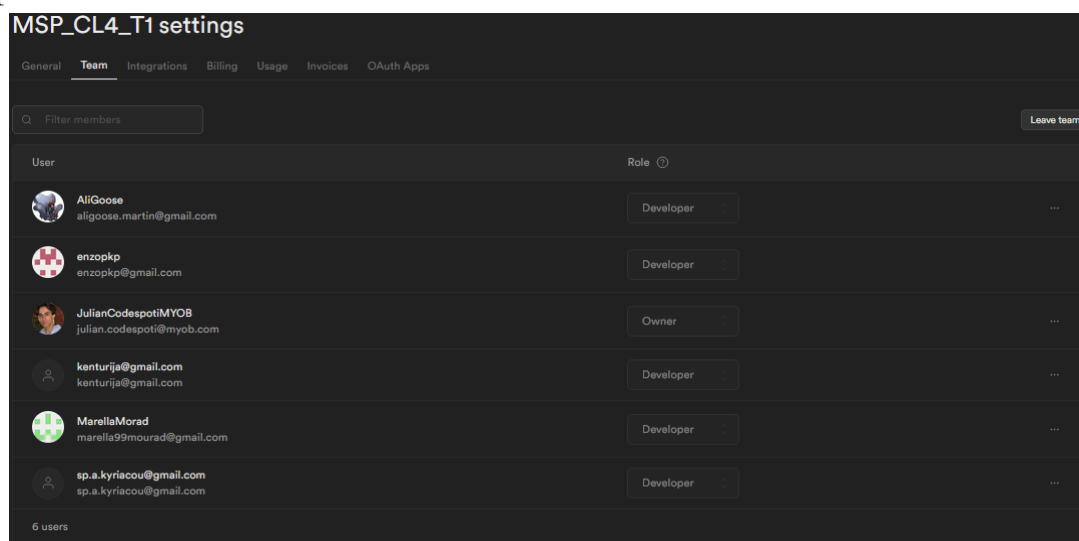 MSP_CL4_T1 settings
General Team Integrations Billing Usage Invoices OAuth Apps
Filter members
Leave team
User Role
AliGoose
aligoose.martin@gmail.com
Developer
enzopkp
enzopkp@gmail.com
Developer
JulianCodespotiMYOB
julian.codespoti@myob.com
Owner
kenturija@gmail.com
kenturija@gmail.com
Developer
MarellaMorad
marella99mourad@gmail.com
Developer
sp.a.kyriacou@gmail.com
sp.a.kyriacou@gmail.com
Developer
6 users